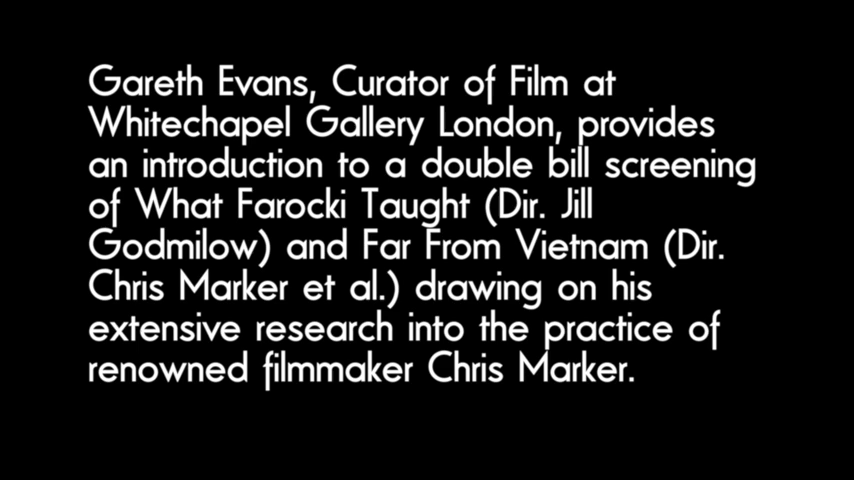 Gareth Evans, Curator of Film at
Whitechapel Gallery London, provides
an introduction to a double bill screening
of What Farocki Taught (Dir. Jill
Godmilow) and Far From Vietnam (Dir.
Chris Marker et al.) drawing on his
extensive research into the practice of
renowned filmmaker Chris Marker.